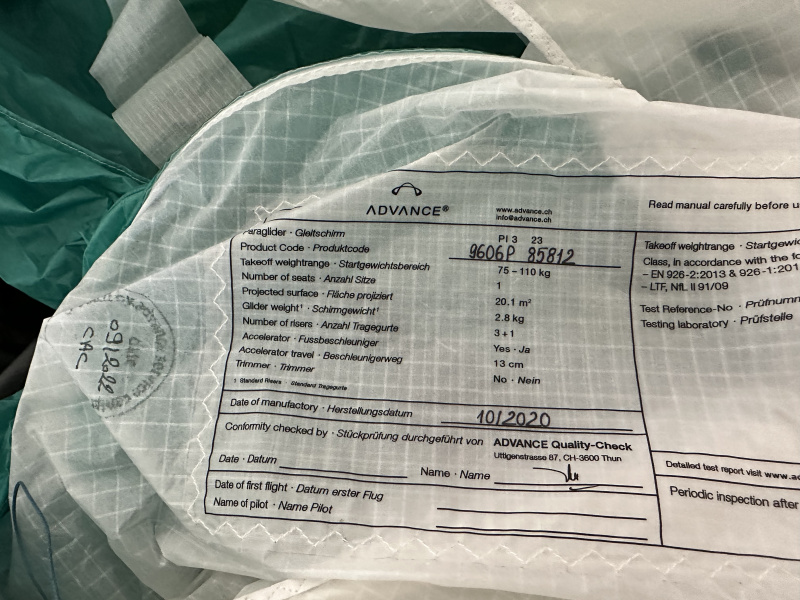 ADVANCE®
www.advance.ch
info@advance.ch
Read manual carefully before u
Paraglider · Gleitschirm PI 3 23
Product Code · Produktcode 9606P 85812
Takeoff weightrange · Startgewichtsbereich 75 – 110 kg
Number of seats · Anzahl Sitze 1
Projected surface · Fläche projiziert 20.1 m²
Glider weight¹ · Schirmgewicht¹ 2.8 kg
Number of risers · Anzahl Tragegurte 3+1
Accelerator · Fussbeschleuniger Yes · Ja
Accelerator travel · Beschleunigerweg 13 cm
Trimmer · Trimmer No · Nein
1 Standard Risers · Standard Tragegurte
Date of manufactory · Herstellungsdatum 10/2020
Conformity checked by · Stückprüfung durchgeführt von ADVANCE Quality-Check
Uttigenstrasse 87, CH-3600 Thun
Date · Datum Name · Name
Date of first flight · Datum erster Flug
Name of pilot · Name Pilot
Takeoff weightrange · Startgewic
Class, in accordance with the fo
– EN 926-2:2013 & 926-1:201
– LTF, NfL II 91/09
Test Reference-No · Prüfnumm
Testing laboratory · Prüfstelle
Detailed test report visit www.ad
Periodic inspection after
09/2022